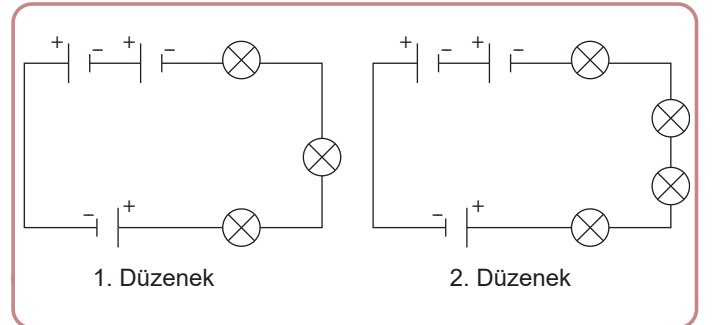 + – + – + – + –
– + – +
1. Düzenek 2. Düzenek